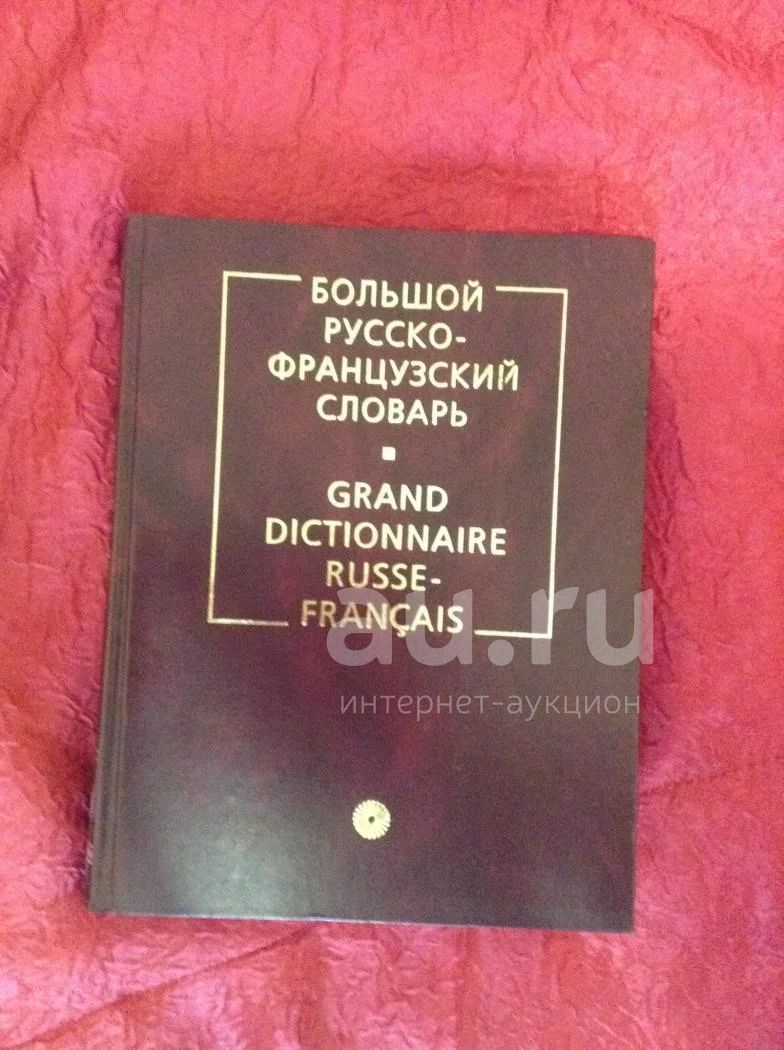 БОЛЬШОЙ
РУССКО-
ФРАНЦУЗСКИЙ
СЛОВАРЬ
GRAND
DICTIONNAIRE
RUSSE-
FRANÇAIS
au.ru
интернет-аукцион